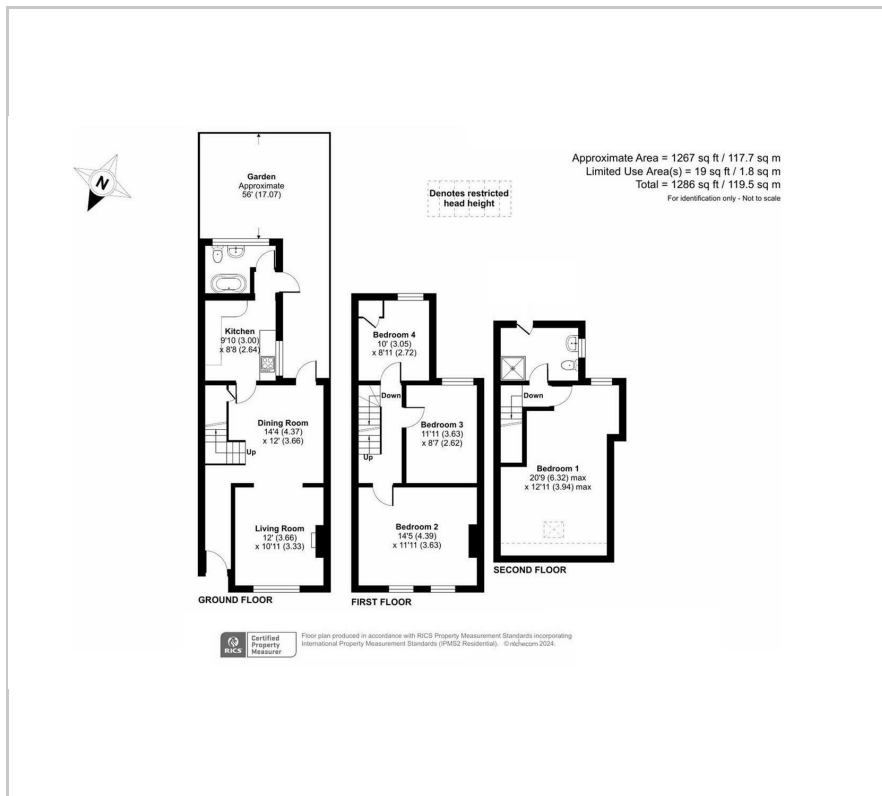 Approximate Area = 1267 sq ft / 117.7 sq m
Limited Use Area(s) = 19 sq ft / 1.8 sq m
Total = 1286 sq ft / 119.5 sq m
For identification only - Not to scale
N
Garden
Approximate
56' (17.07)
Denotes restricted
head height
Kitchen
9'10 (3.00)
x 8'8 (2.64)
Dining Room
14'4 (4.37)
x 12' (3.66)
Up
Living Room
12' (3.66)
x 10'11 (3.33)
GROUND FLOOR
Bedroom 4
10' (3.05)
x 8'11 (2.72)
Down
Bedroom 3
11'11 (3.63)
x 8'7 (2.62)
Up
Bedroom 2
14'5 (4.39)
x 11'11 (3.63)
FIRST FLOOR
Down
Bedroom 1
20'9 (6.32) max
x 12'11 (3.94) max
SECOND FLOOR
RICS
Certified
Property
Measurer
Floor plan produced in accordance with RICS Property Measurement Standards incorporating
International Property Measurement Standards (IPMS2 Residential). © nichecom 2024.